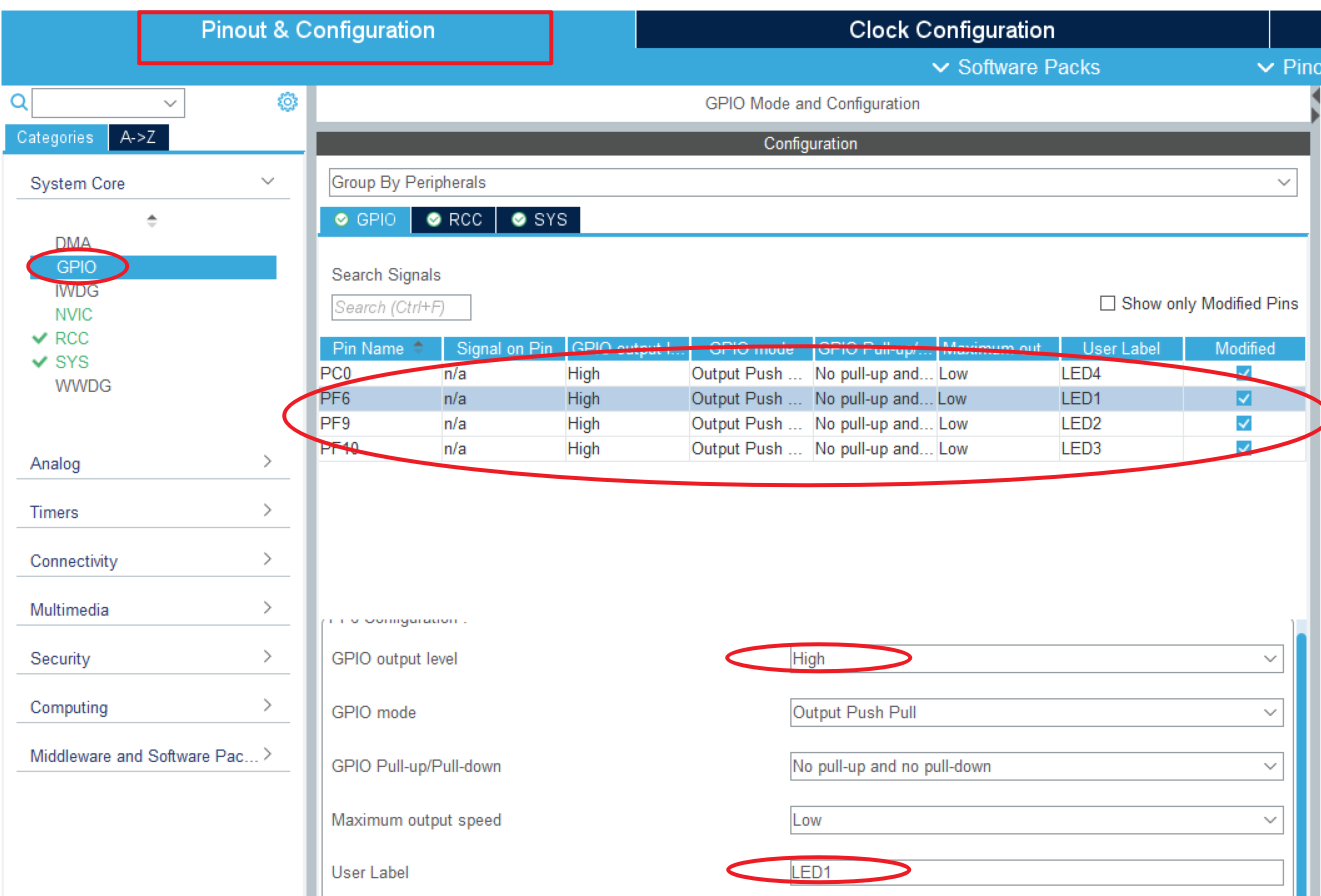 Pinout & Configuration
Clock Configuration
Software Packs
GPIO Mode and Configuration
Categories
A->Z
Configuration
System Core
Group By Peripherals
GPIO
RCC
SYS
DMA
GPIO
IWDG
NVIC
RCC
SYS
WWDG
Search Signals
Search (Ctrl+F)
Show only Modified Pins
Pin Name Signal on Pin GPIO output l... GPIO mode GPIO Pull-up/... Maximum out... User Label Modified
PC0 n/a High Output Push ... No pull-up and... Low LED4
PF6 n/a High Output Push ... No pull-up and... Low LED1
PF9 n/a High Output Push ... No pull-up and... Low LED2
PF10 n/a High Output Push ... No pull-up and... Low LED3
Analog
Timers
Connectivity
Multimedia
Security
Computing
Middleware and Software Pac...
GPIO output level High
GPIO mode Output Push Pull
GPIO Pull-up/Pull-down No pull-up and no pull-down
Maximum output speed Low
User Label LED1